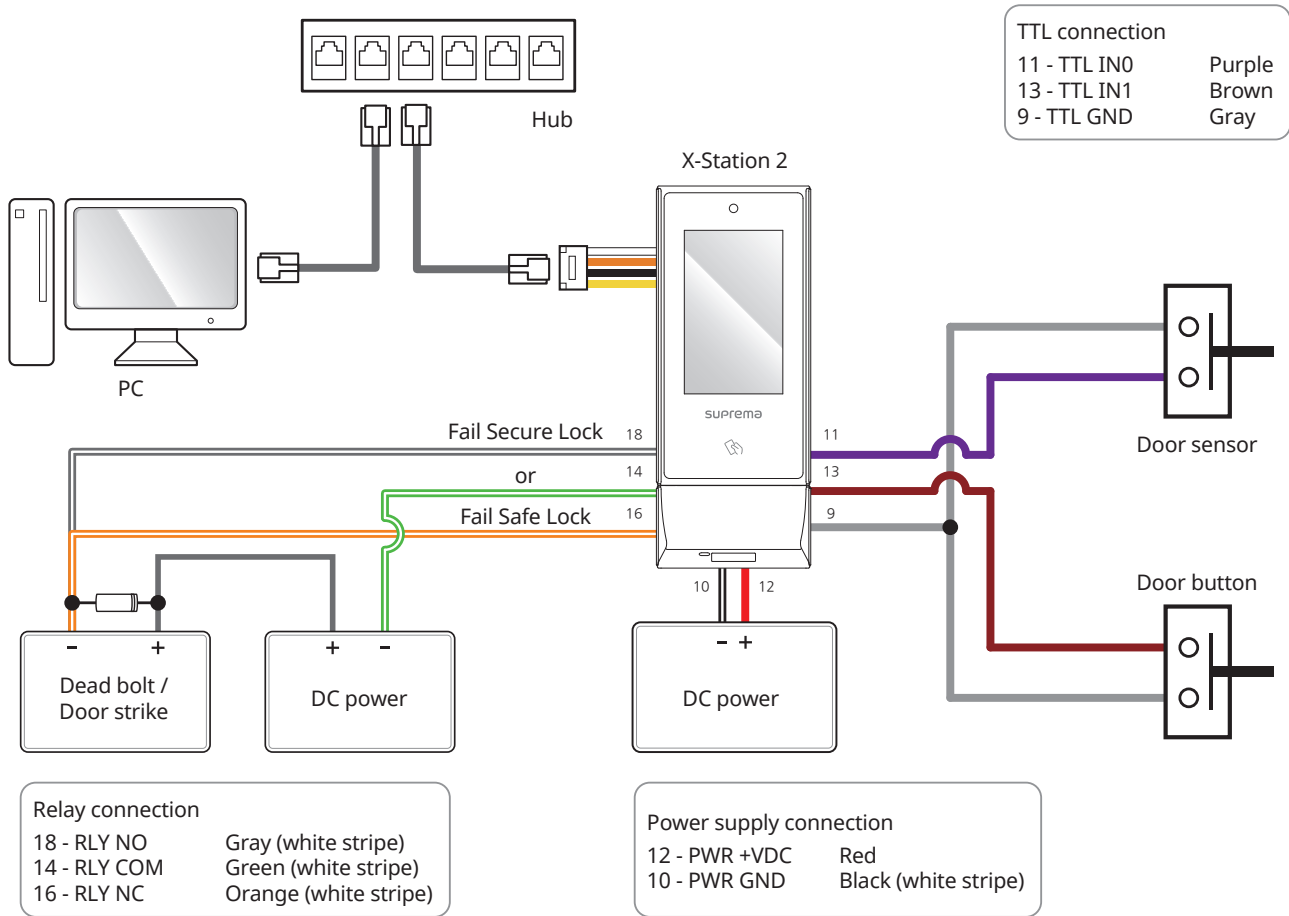 TTL connection
11 - TTL IN0 Purple
13 - TTL IN1 Brown
9 - TTL GND Gray
Hub
X-Station 2
PC
suprema
Fail Secure Lock 18
or 14
Fail Safe Lock 16
11
13
9
Door sensor
10 12
Door button
- +
Dead bolt /
Door strike
+ -
DC power
- +
DC power
Relay connection
18 - RLY NO Gray (white stripe)
14 - RLY COM Green (white stripe)
16 - RLY NC Orange (white stripe)
Power supply connection
12 - PWR +VDC Red
10 - PWR GND Black (white stripe)